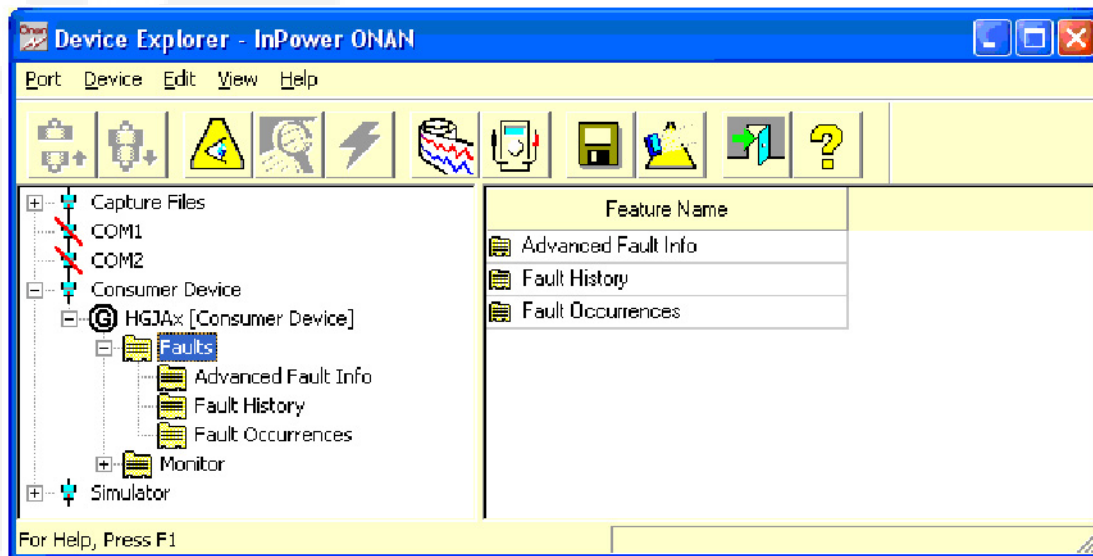 Onan
Device Explorer - InPower ONAN
Port Device Edit View Help
Capture Files
COM1
COM2
Consumer Device
G HGJAx [Consumer Device]
Faults
Advanced Fault Info
Fault History
Fault Occurrences
Monitor
Simulator
Feature Name
Advanced Fault Info
Fault History
Fault Occurrences
For Help, Press F1